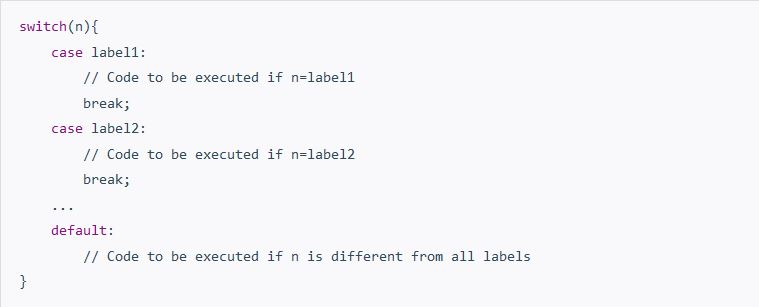 switch(n){
    case label1:
        // Code to be executed if n=label1
        break;
    case label2:
        // Code to be executed if n=label2
        break;
    ...
    default:
        // Code to be executed if n is different from all labels
}